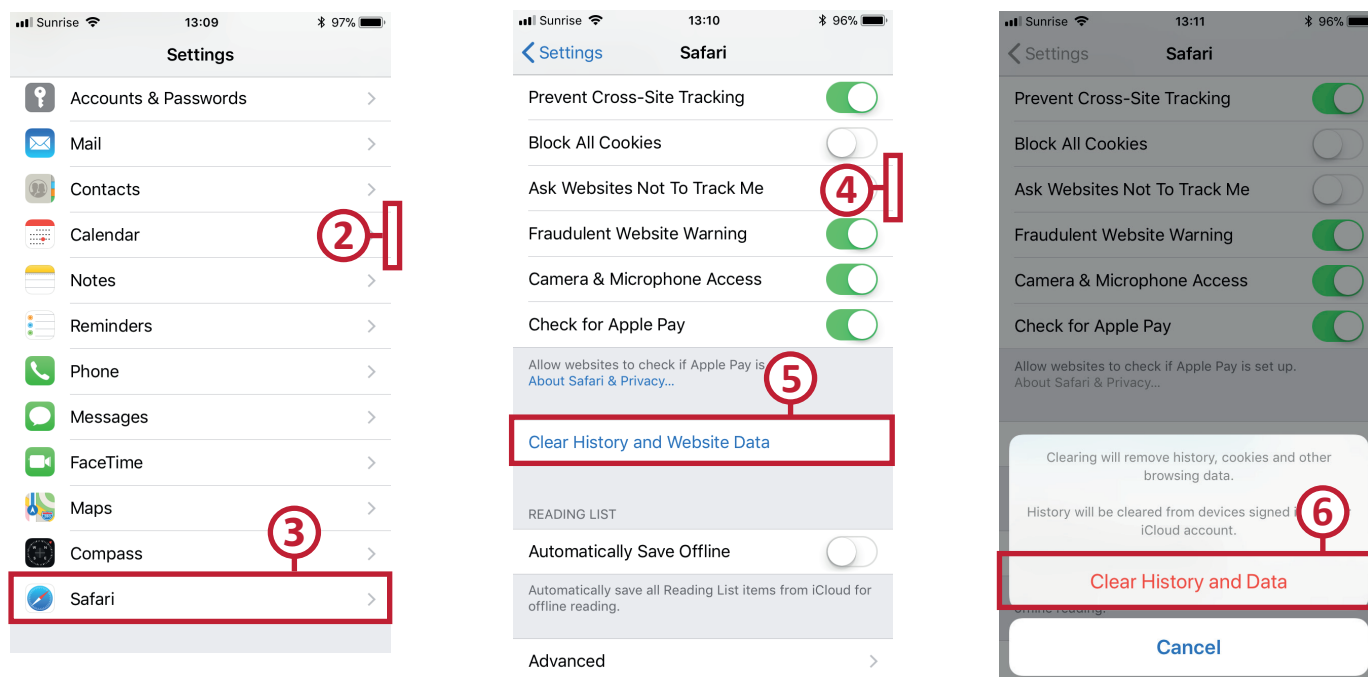 Sunrise 13:09 97%
Settings
Accounts & Passwords
Mail
Contacts
Calendar
2
Notes
Reminders
Phone
Messages
FaceTime
Maps
3
Compass
Safari
Sunrise 13:10 96%
Settings Safari
Prevent Cross-Site Tracking
Block All Cookies
Ask Websites Not To Track Me
4
Fraudulent Website Warning
Camera & Microphone Access
Check for Apple Pay
Allow websites to check if Apple Pay is
About Safari & Privacy...
5
Clear History and Website Data
READING LIST
Automatically Save Offline
Automatically save all Reading List items from iCloud for
offline reading.
Advanced
Sunrise 13:11 96%
Settings Safari
Prevent Cross-Site Tracking
Block All Cookies
Ask Websites Not To Track Me
Fraudulent Website Warning
Camera & Microphone Access
Check for Apple Pay
Allow websites to check if Apple Pay is set up.
About Safari & Privacy...
Clearing will remove history, cookies and other
browsing data.
History will be cleared from devices signed
iCloud account.
6
Clear History and Data
offline reading.
Cancel